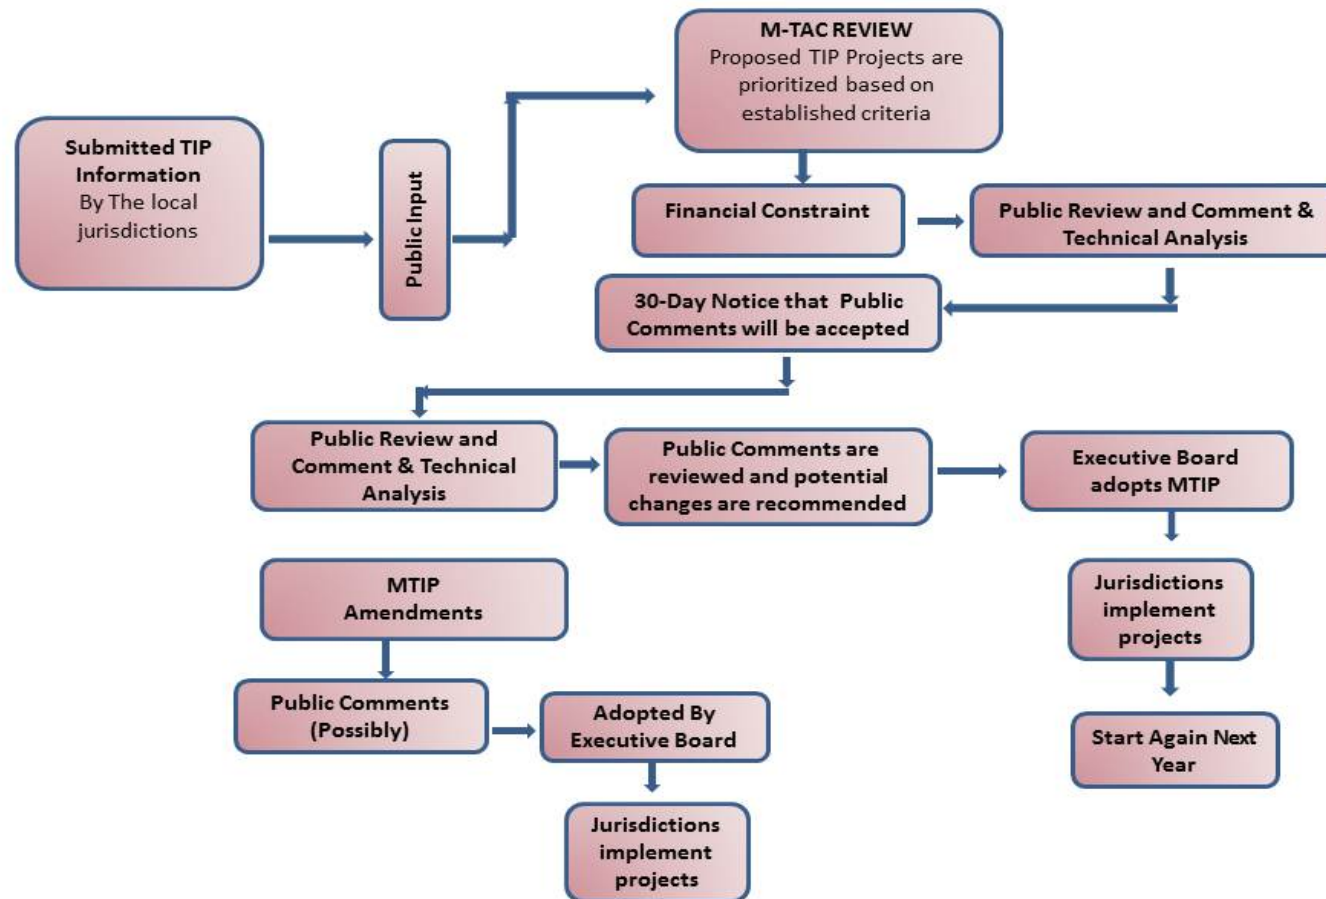 M-TAC REVIEW
Proposed TIP Projects are
prioritized based on
established criteria
Submitted TIP
Information
By The local
jurisdictions
Public Input
Financial Constraint
Public Review and Comment &
Technical Analysis
30-Day Notice that Public
Comments will be accepted
Public Review and
Comment & Technical
Analysis
Public Comments are
reviewed and potential
changes are recommended
Executive Board
adopts MTIP
Jurisdictions
implement
projects
Start Again Next
Year
MTIP
Amendments
Public Comments
(Possibly)
Adopted By
Executive Board
Jurisdictions
implement
projects